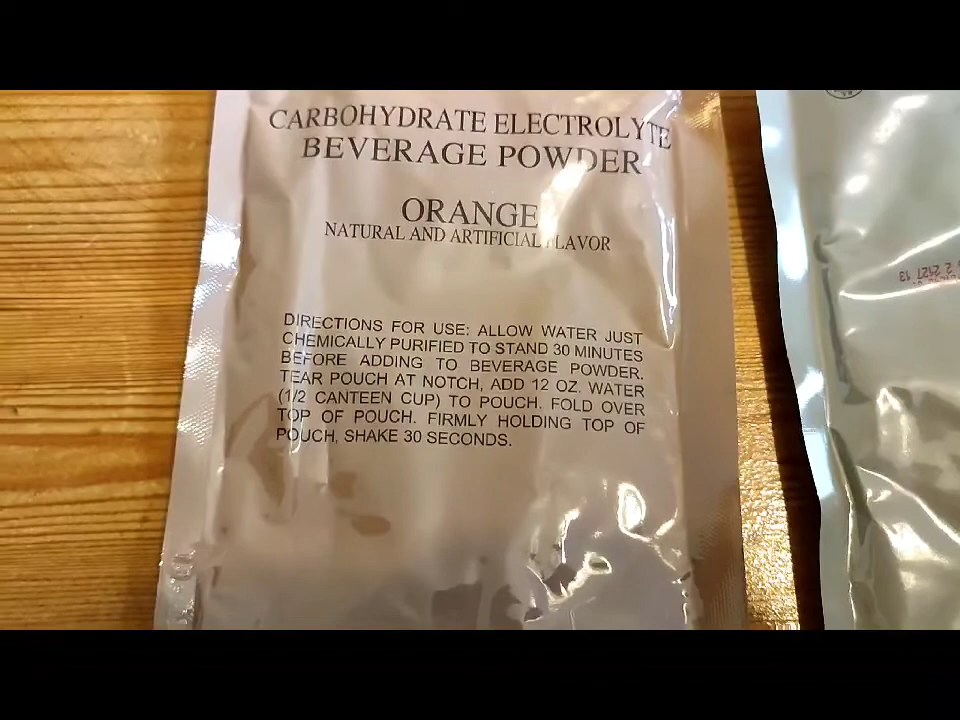 CARBOHYDRATE ELECTROLYTE
BEVERAGE POWDER
ORANGE
NATURAL AND ARTIFICIAL FLAVOR
DIRECTIONS FOR USE: ALLOW WATER JUST
CHEMICALLY PURIFIED TO STAND 30 MINUTES
BEFORE ADDING TO BEVERAGE POWDER.
TEAR POUCH AT NOTCH, ADD 12 OZ. WATER
(1/2 CANTEEN CUP) TO POUCH. FOLD OVER
TOP OF POUCH. FIRMLY HOLDING TOP OF
POUCH, SHAKE 30 SECONDS.